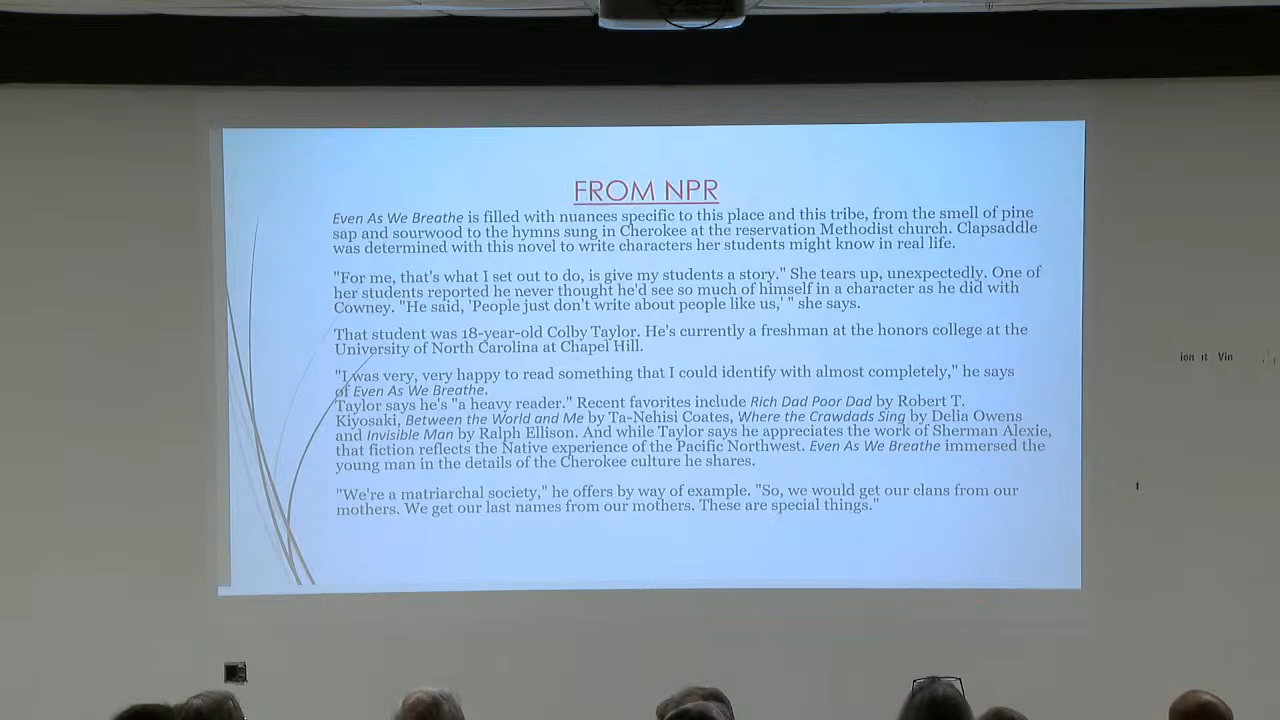 FROM NPR
Even As We Breathe is filled with nuances specific to this place and this tribe, from the smell of pine
sap and sourwood to the hymns sung in Cherokee at the reservation Methodist church. Clapsaddle
was determined with this novel to write characters her students might know in real life.
"For me, that's what I set out to do, is give my students a story." She tears up, unexpectedly. One of
her students reported he never thought he'd see so much of himself in a character as he did with
Cowney. "He said, 'People just don't write about people like us,' " she says.
That student was 18-year-old Colby Taylor. He's currently a freshman at the honors college at the
University of North Carolina at Chapel Hill.
"I was very, very happy to read something that I could identify with almost completely," he says
of Even As We Breathe.
Taylor says he's "a heavy reader." Recent favorites include Rich Dad Poor Dad by Robert T.
Kiyosaki, Between the World and Me by Ta-Nehisi Coates, Where the Crawdads Sing by Delia Owens
and Invisible Man by Ralph Ellison. And while Taylor says he appreciates the work of Sherman Alexie,
that fiction reflects the Native experience of the Pacific Northwest. Even As We Breathe immersed the
young man in the details of the Cherokee culture he shares.
"We're a matriarchal society," he offers by way of example. "So, we would get our clans from our
mothers. We get our last names from our mothers. These are special things."
ion Vin